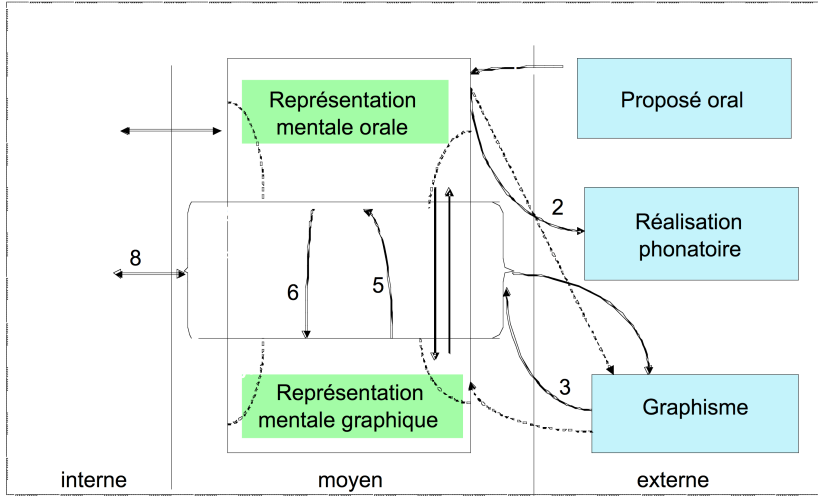 Représentation
mentale orale
Proposé oral
2
Réalisation
phonatoire
8
6
5
3
Représentation
mentale graphique
Graphisme
interne
moyen
externe